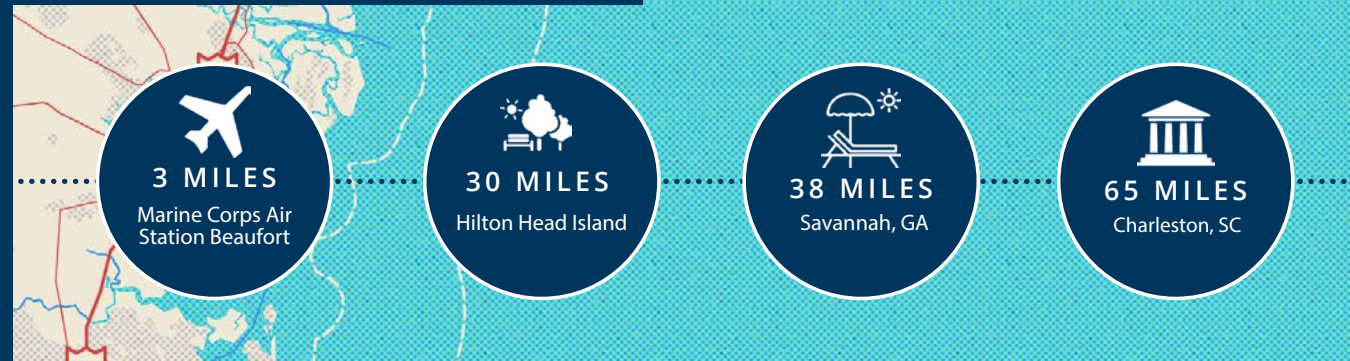 3 MILES
Marine Corps Air
Station Beaufort
30 MILES
Hilton Head Island
38 MILES
Savannah, GA
65 MILES
Charleston, SC